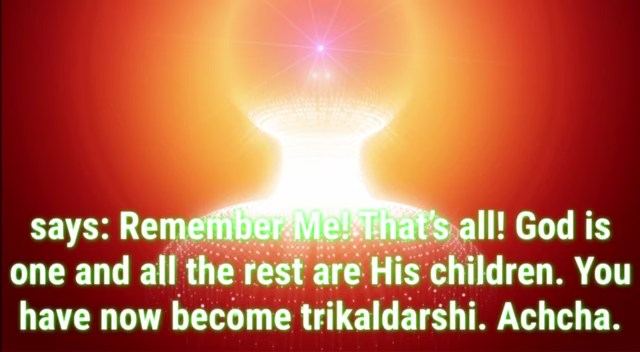 says: Remember Me! That's all! God is
one and all the rest are His children. You
have now become trikaldarshi. Achcha.